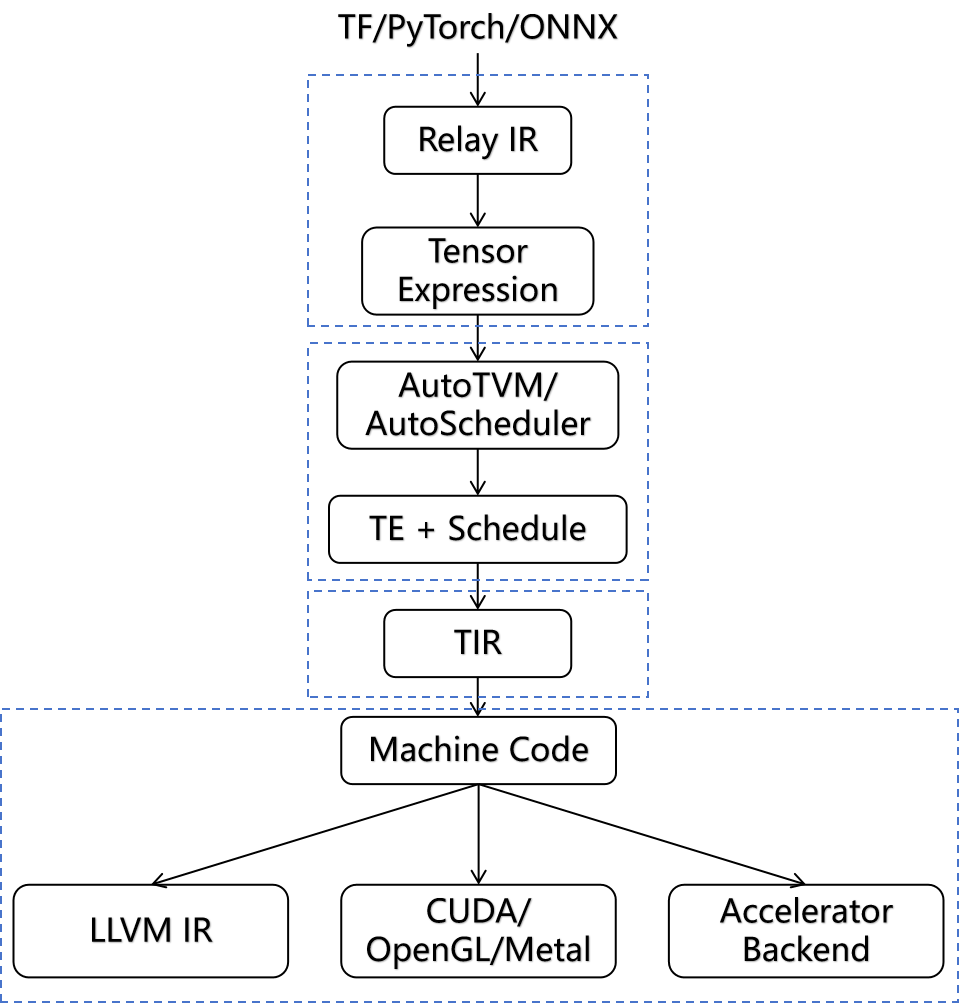 TF/PyTorch/ONNX
Relay IR
Tensor
Expression
AutoTVM/
AutoScheduler
TE + Schedule
TIR
Machine Code
LLVM IR
CUDA/
OpenGL/Metal
Accelerator
Backend